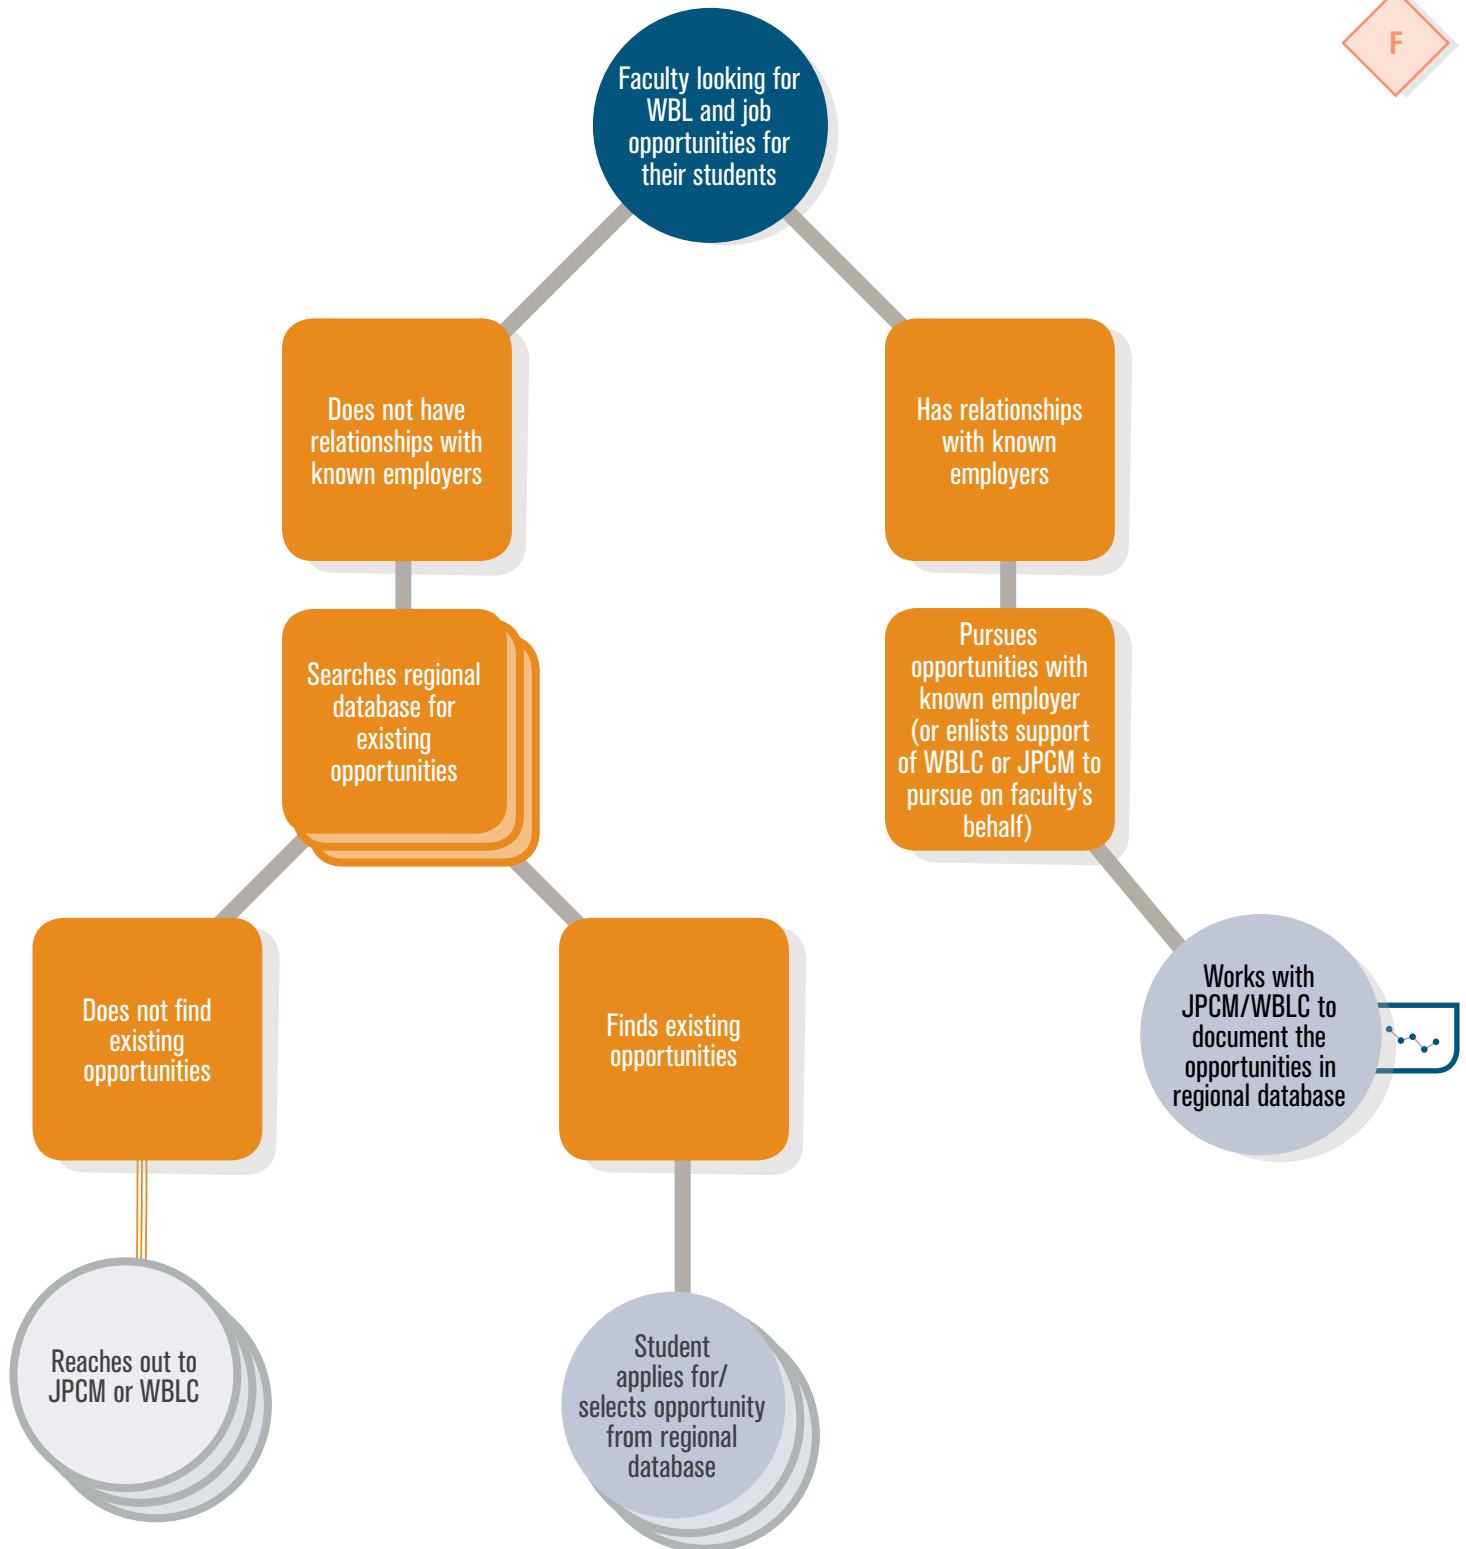 F
Faculty looking for
WBL and job
opportunities for
their students
Does not have
relationships with
known employers
Has relationships
with known
employers
Searches regional
database for
existing
opportunities
Pursues
opportunities with
known employer
(or enlists support
of WBLC or JPCM to
pursue on faculty’s
behalf)
Does not find
existing
opportunities
Finds existing
opportunities
Works with
JPCM/WBLC to
document the
opportunities in
regional database
Reaches out to
JPCM or WBLC
Student
applies for/
selects opportunity
from regional
database